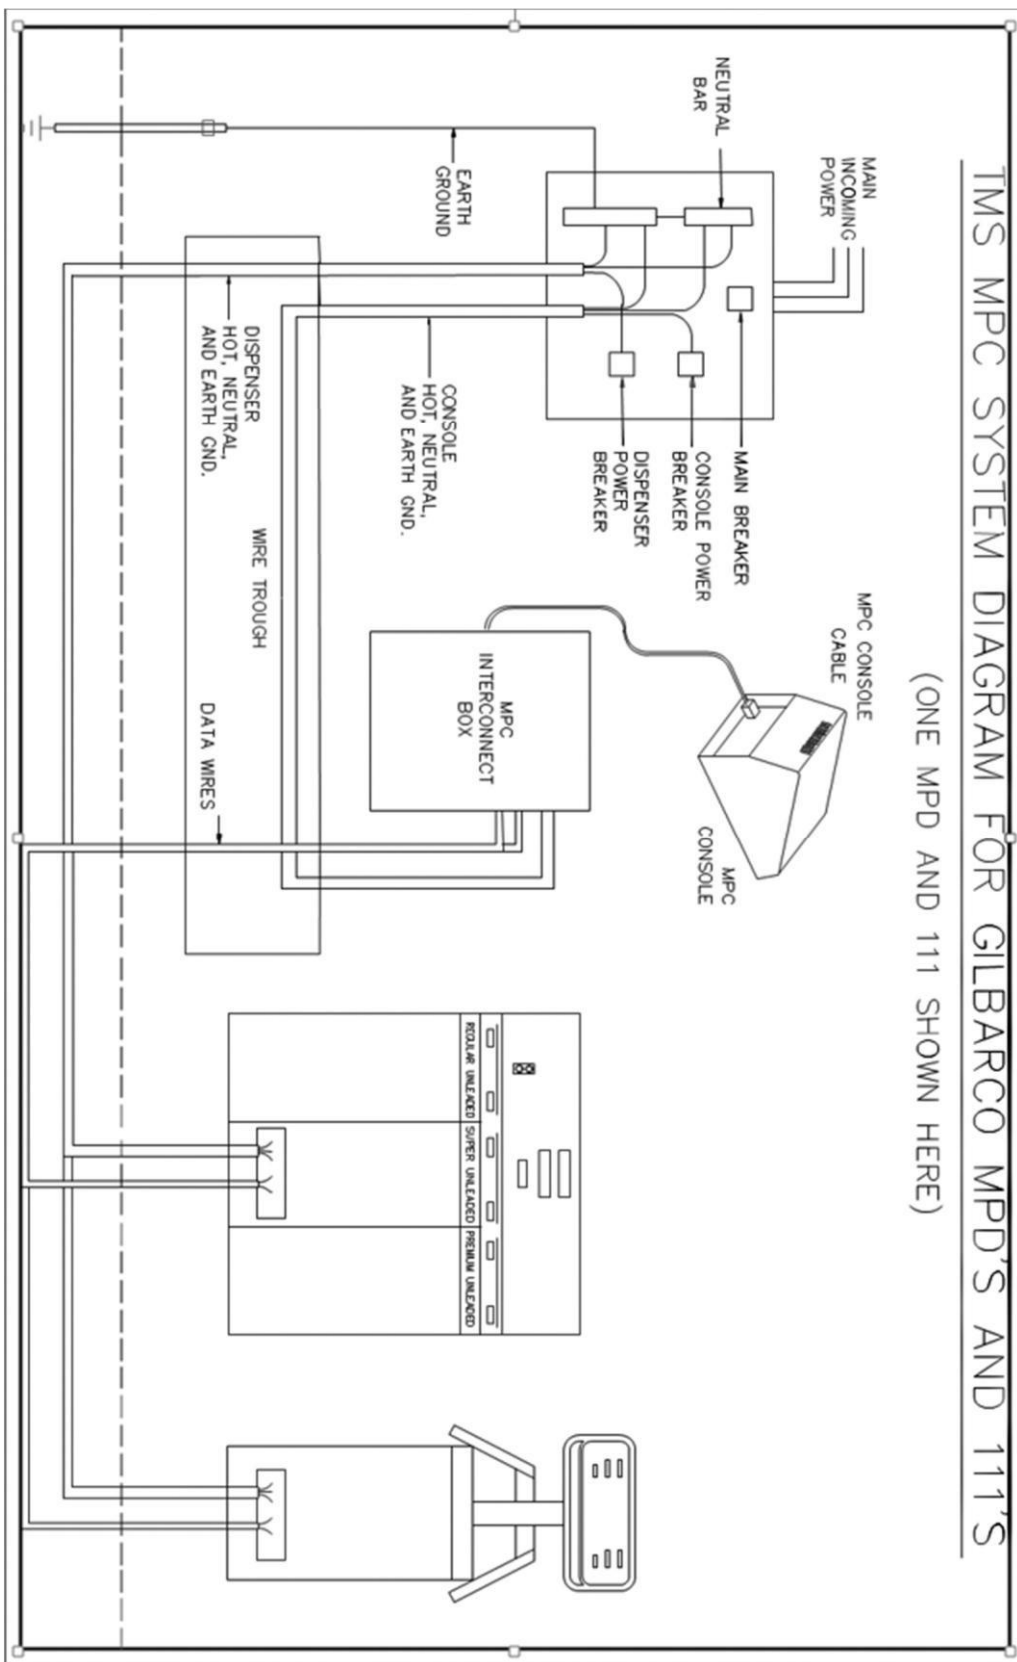 TMS MPC SYSTEM DIAGRAM FOR GILBARCO MPD'S AND 111'S
(ONE MPD AND 111 SHOWN HERE)
MAIN
INCOMING
POWER
NEUTRAL
BAR
MAIN BREAKER
CONSOLE POWER
BREAKER
DISPENSER
POWER
BREAKER
MPC CONSOLE
CABLE
MPC
CONSOLE
EARTH
GROUND
CONSOLE
HOT, NEUTRAL,
AND EARTH GND.
MPC
INTERCONNECT
BOX
DISPENSER
HOT, NEUTRAL,
AND EARTH GND.
WIRE TROUGH
DATA WIRES
REGULAR UNLEADED
SUPER UNLEADED
PREMIUM UNLEADED